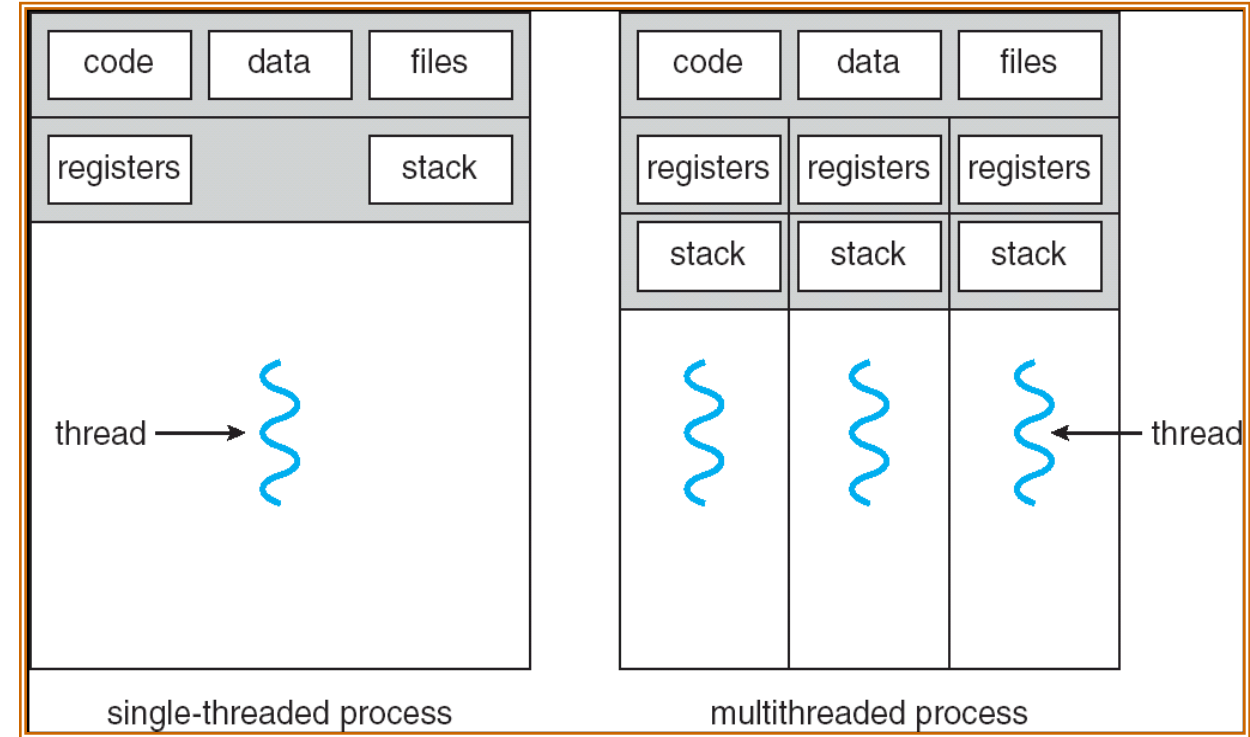 code data files
registers stack
thread
single-threaded process
code data files
registers registers registers
stack stack stack
thread
multithreaded process